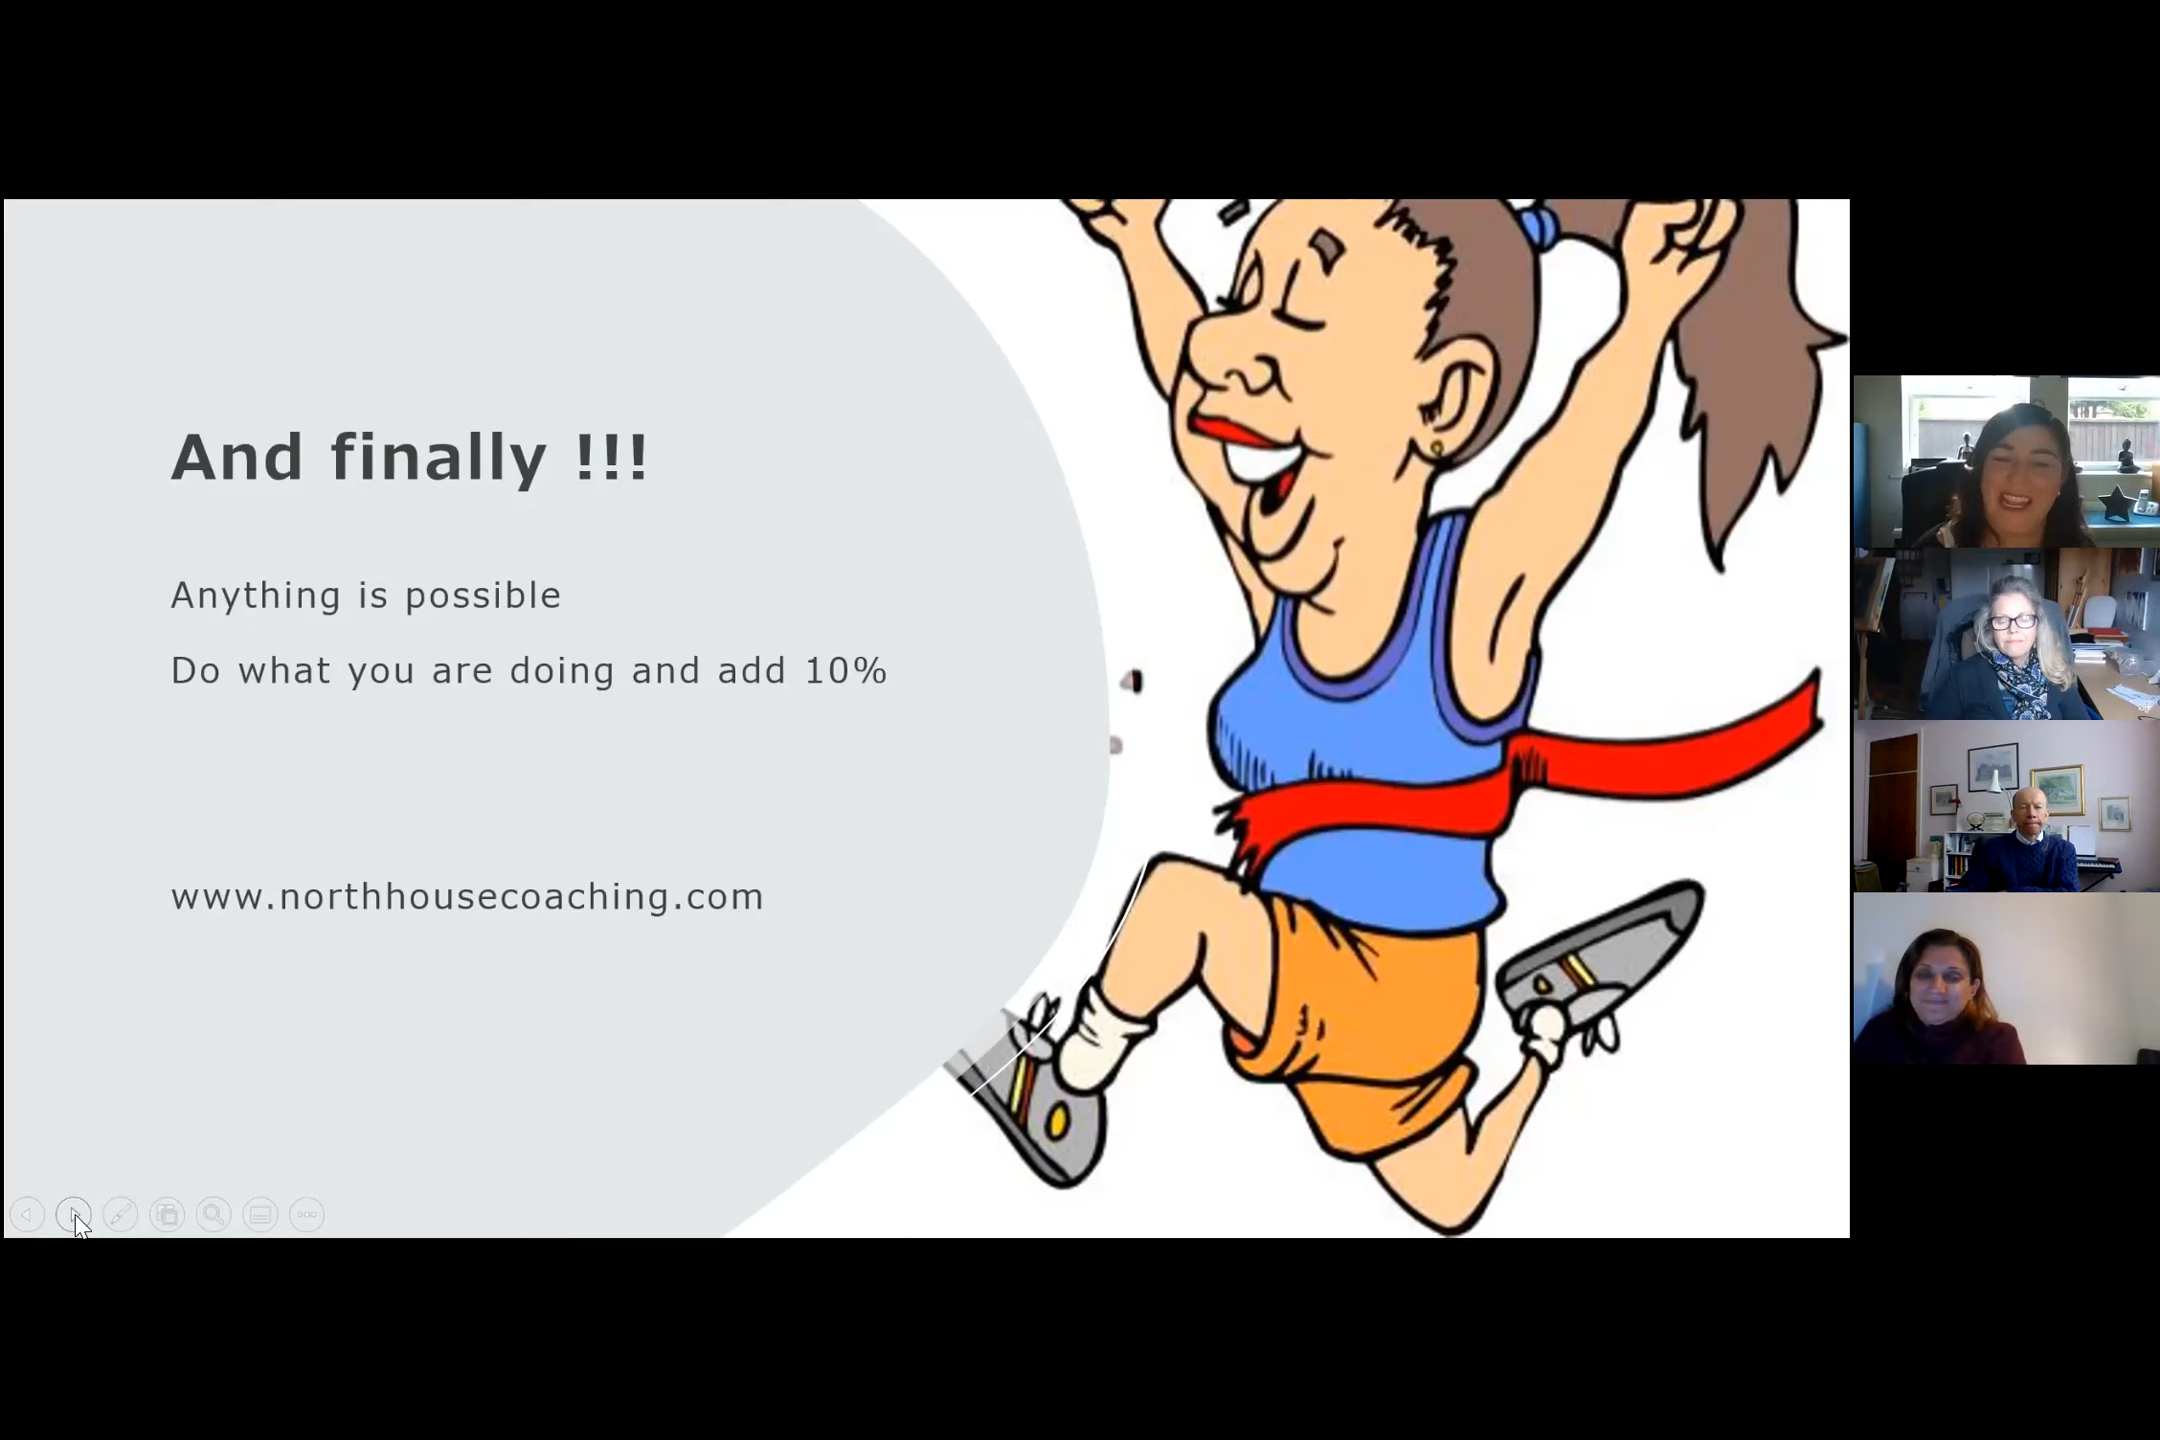 And finally !!!
Anything is possible
Do what you are doing and add 10%
www.northhousecoaching.com